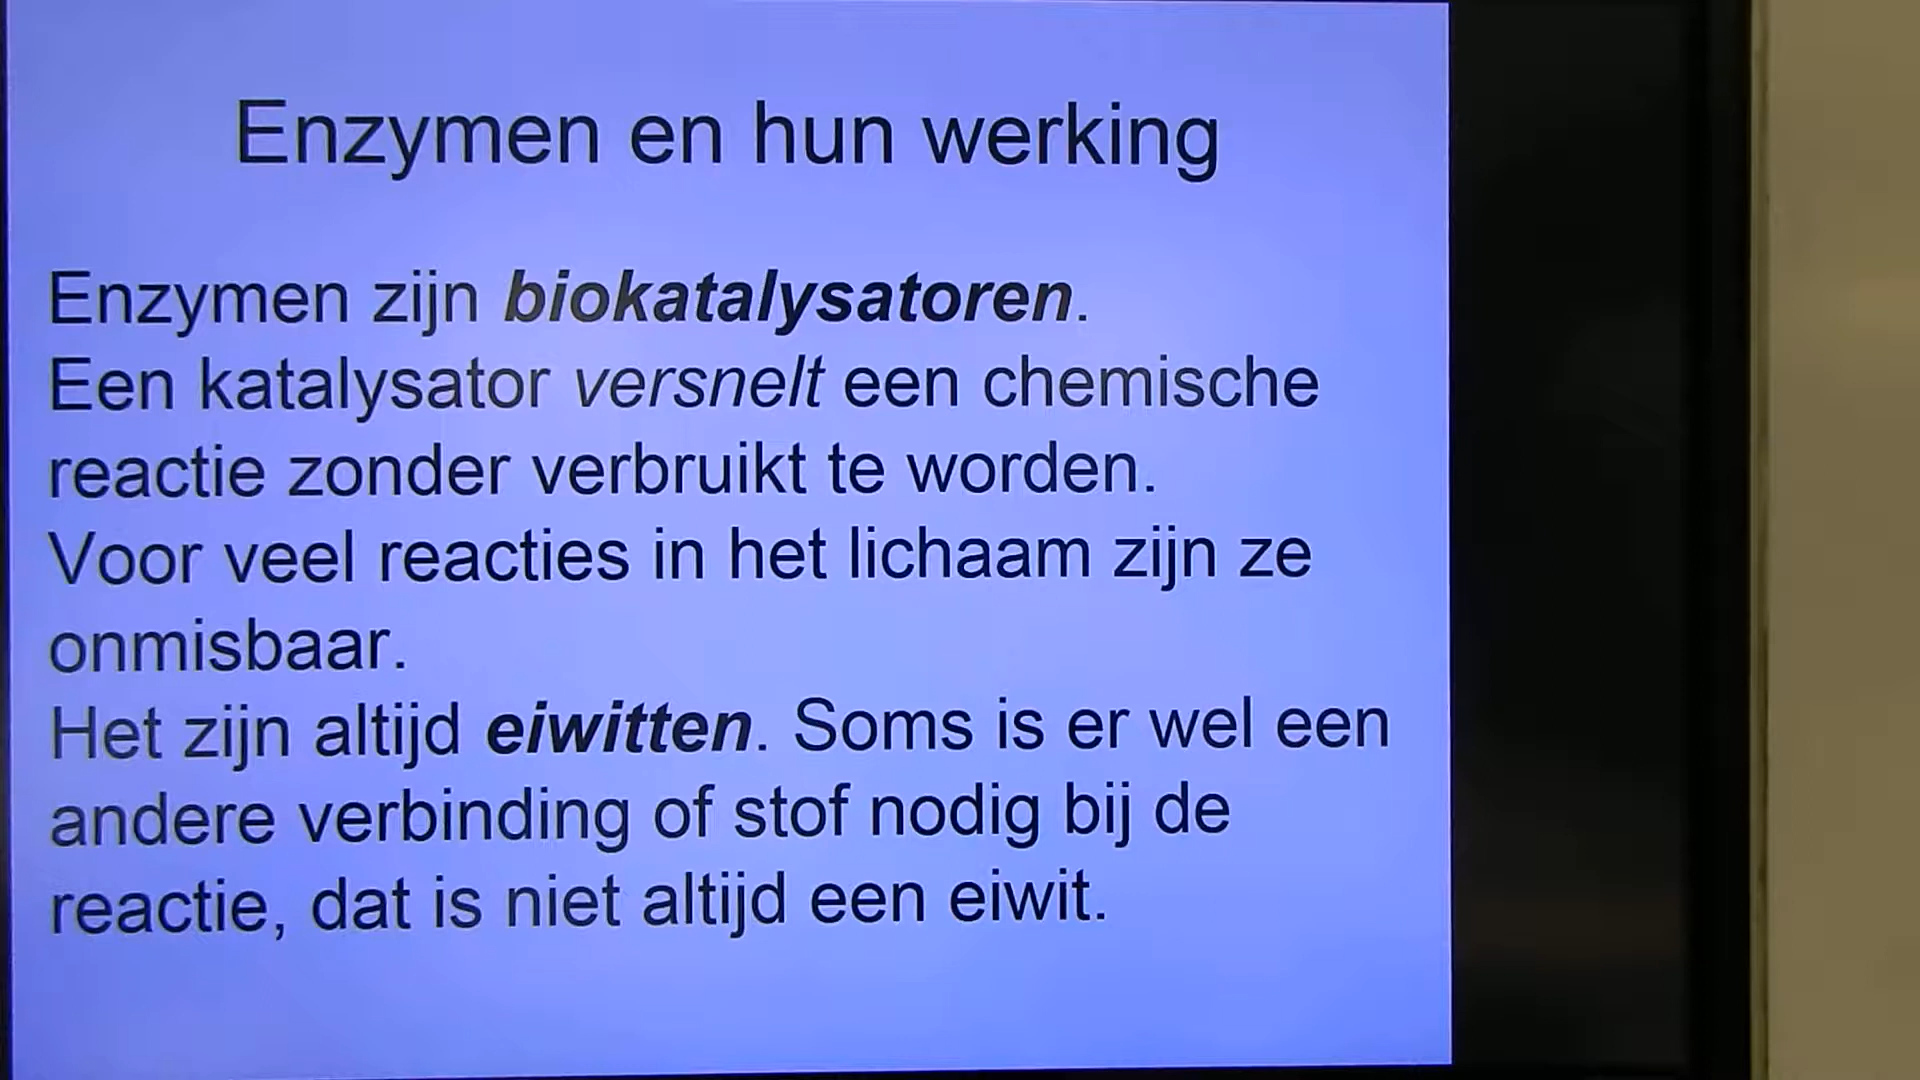 Enzymen en hun werking
Enzymen zijn biokatalysatoren.
Een katalysator versnelt een chemische
reactie zonder verbruikt te worden.
Voor veel reacties in het lichaam zijn ze
onmisbaar.
Het zijn altijd eiwitten. Soms is er wel een
andere verbinding of stof nodig bij de
reactie, dat is niet altijd een eiwit.